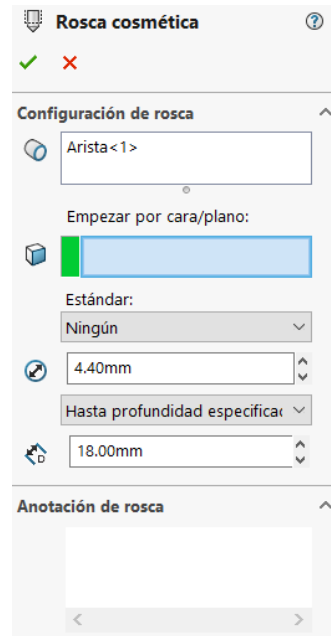 Rosca cosmética
Configuración de rosca
Arista<1>
Empezar por cara/plano:
Estándar:
Ningún
4.40mm
Hasta profundidad
18.00mm
D
Anotación de rosca